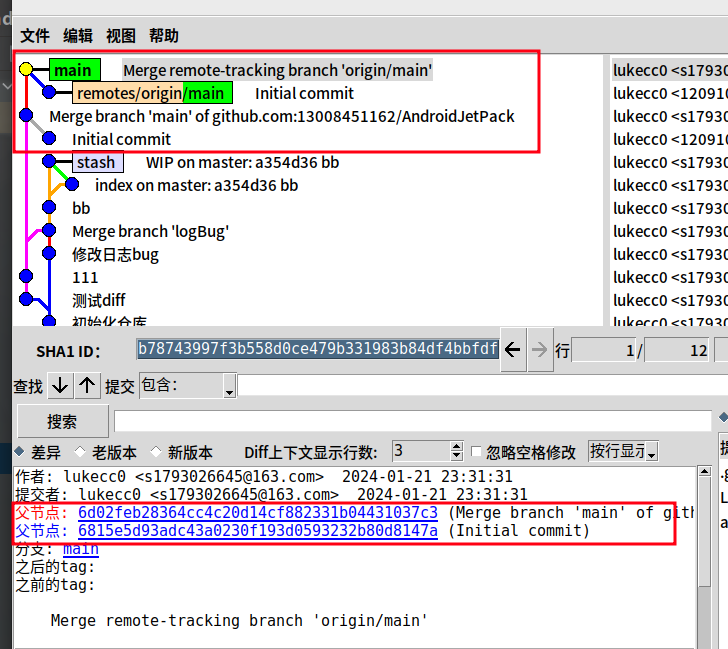 文件 编辑 视图 帮助
main Merge remote-tracking branch 'origin/main' lukecc0 <s17930
remotes/origin/main Initial commit lukecc0 <120910
Merge branch 'main' of github.com:13008451162/AndroidJetPack lukecc0 <s17930
Initial commit lukecc0 <120910
stash WIP on master: a354d36 bb lukecc0 <s17930
index on master: a354d36 bb lukecc0 <s17930
bb lukecc0 <s17930
Merge branch 'logBug' lukecc0 <s17930
修改日志bug lukecc0 <s17930
111 lukecc0 <s17930
测试diff lukecc0 <s17930
初始化仓库 lukecc0 <s17930
SHA1 ID: b78743997f3b558d0ce479b331983b84df4bbfdf 行 1 / 12
查找 提交 包含:
搜索
差异 老版本 新版本 Diff上下文显示行数: 3 忽略空格修改 按行显示
作者: lukecc0 <s1793026645@163.com> 2024-01-21 23:31:31
提交者: lukecc0 <s1793026645@163.com> 2024-01-21 23:31:31
父节点: 6d02feb28364cc4c20d14cf882331b04431037c3 (Merge branch 'main' of gith
父节点: 6815e5d93adc43a0230f193d0593232b80d8147a (Initial commit)
分支: main
之后的tag:
之前的tag:
Merge remote-tracking branch 'origin/main'